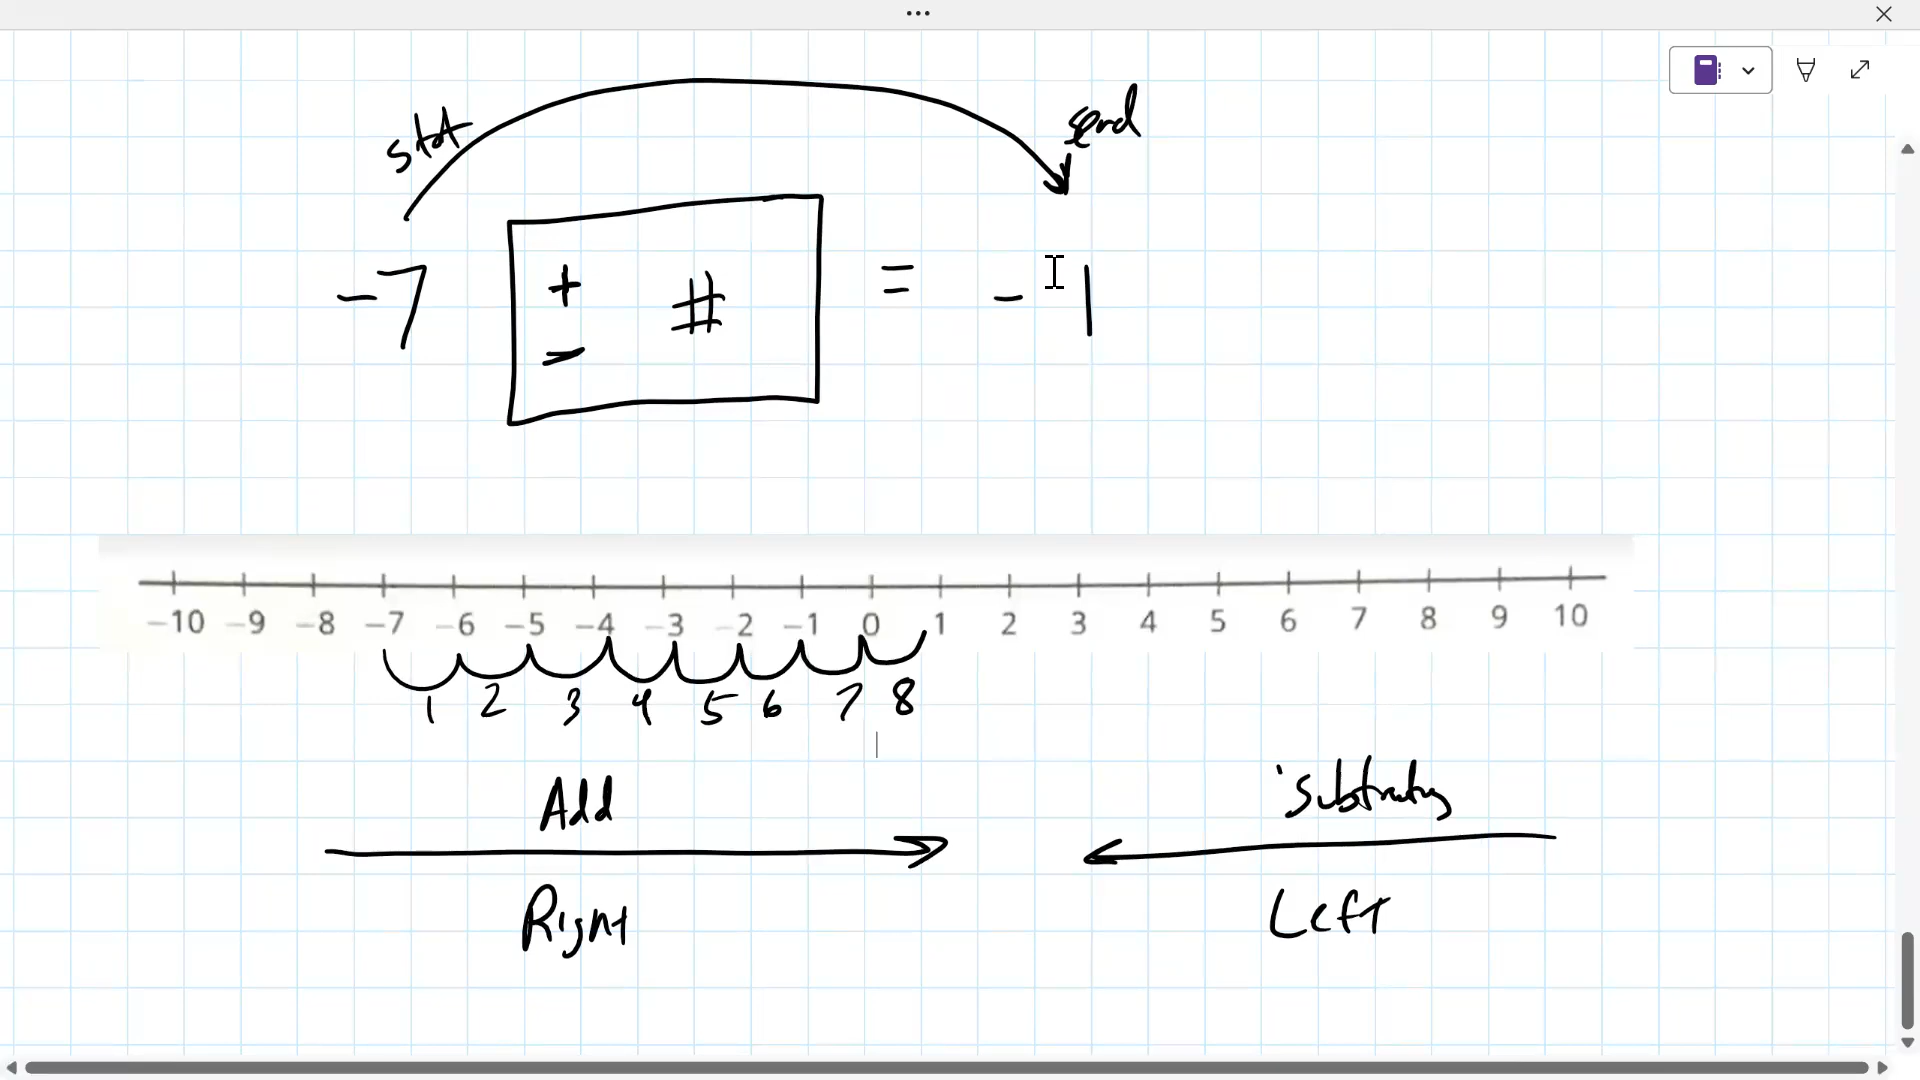 start
end
-7 + # = - 1
-
-10 -9 -8 -7 -6 -5 -4 -3 -2 -1 0 1 2 3 4 5 6 7 8 9 10
1 2 3 4 5 6 7 8
Add
Subtracting
Right
Left